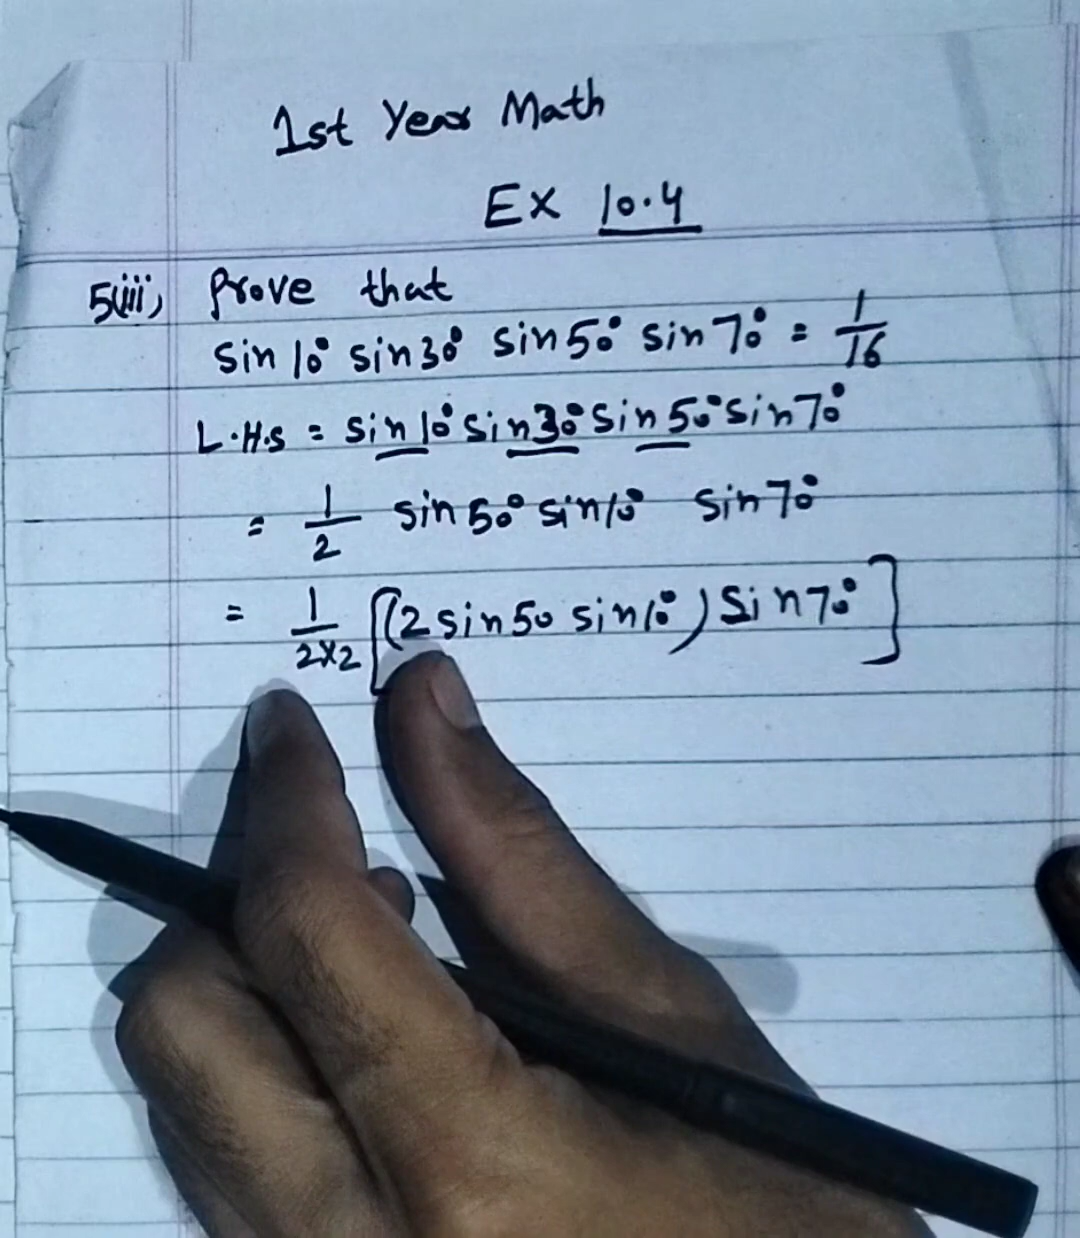 1st Year Math
EX 10.4
5(iii), Prove that
sin 10° sin 30° sin 50° sin 70° = 1/16
L.H.S = sin 10° sin 30° sin 50° sin 70°
= 1/2 sin 50° sin 10° sin 70°
= 1/2×2 [(2 sin 50 sin 10°) Sin 70°]